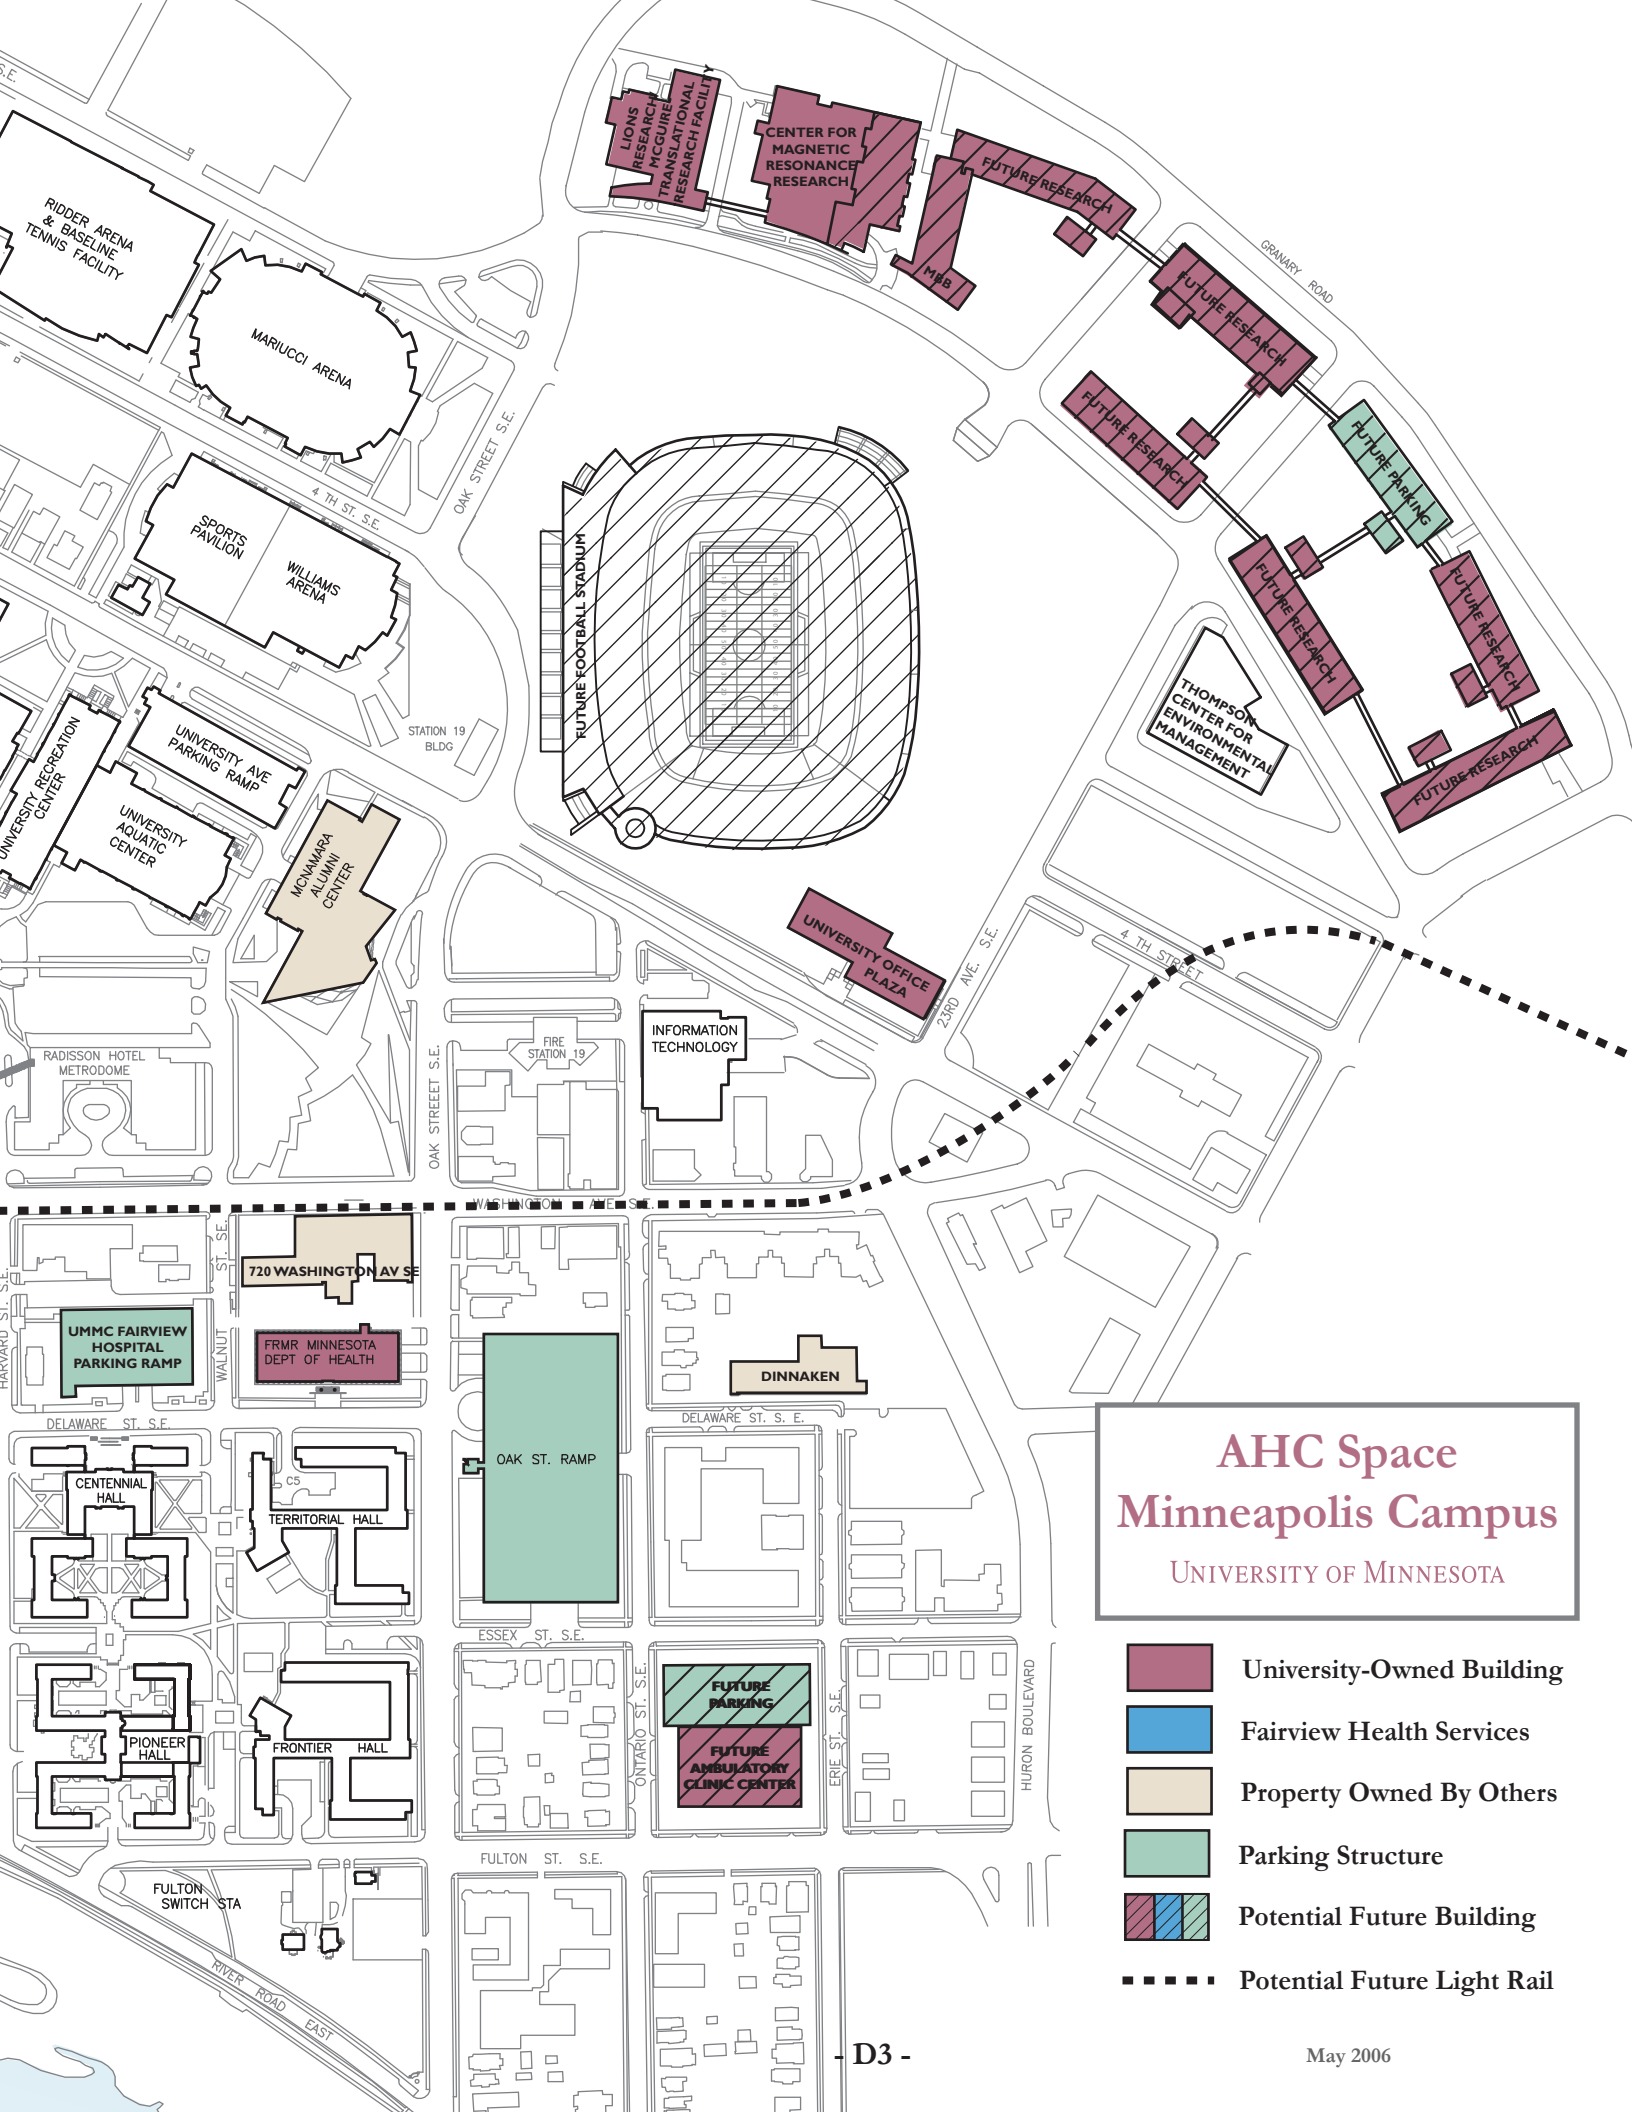 S.E.
LIONS
RESEARCH/
MCGUIRE
TRANSLATIONAL
RESEARCH FACILITY
CENTER FOR
MAGNETIC
RESONANCE
RESEARCH
FUTURE RESEARCH
MBB
RIDDER ARENA
& BASELINE
TENNIS FACILITY
GRANARY ROAD
FUTURE RESEARCH
MARIUCCI ARENA
FUTURE RESEARCH
FUTURE PARKING
OAK STREET S.E.
4 TH ST. S.E.
SPORTS
PAVILION
WILLIAMS
ARENA
FUTURE FOOTBALL STADIUM
FUTURE RESEARCH
FUTURE RESEARCH
THOMPSON
CENTER FOR
ENVIRONMENTAL
MANAGEMENT
FUTURE RESEARCH
STATION 19
BLDG
UNIVERSITY AVE
PARKING RAMP
UNIVERSITY RECREATION
CENTER
UNIVERSITY
AQUATIC
CENTER
MCNAMARA
ALUMNI
CENTER
UNIVERSITY OFFICE
PLAZA
23RD AVE. S.E.
4 TH STREET
RADISSON HOTEL
METRODOME
OAK STREEET S.E.
FIRE
STATION 19
INFORMATION
TECHNOLOGY
WASHINGTON AVE. S.E.
HARVARD ST. S.E.
WALNUT ST. SE.
720 WASHINGTON AV SE
UMMC FAIRVIEW
HOSPITAL
PARKING RAMP
FRMR MINNESOTA
DEPT OF HEALTH
DINNAKEN
DELAWARE ST. S.E.
DELAWARE ST. S. E.
CENTENNIAL
HALL
C5
TERRITORIAL HALL
OAK ST. RAMP
AHC Space
Minneapolis Campus
UNIVERSITY OF MINNESOTA
ESSEX ST. S.E.
ONTARIO ST. S.E.
FUTURE
PARKING
FUTURE
AMBULATORY
CLINIC CENTER
ERIE ST. S.E.
HURON BOULEVARD
PIONEER
HALL
FRONTIER HALL
University-Owned Building
Fairview Health Services
Property Owned By Others
Parking Structure
Potential Future Building
Potential Future Light Rail
FULTON ST. S.E.
FULTON
SWITCH STA
RIVER ROAD EAST
- D3 -
May 2006